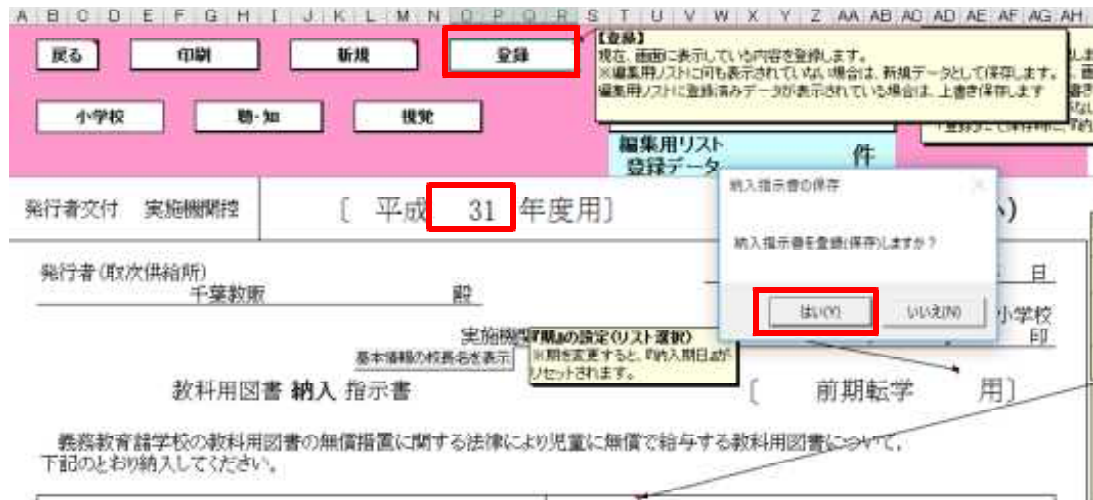 A B C D E F G H I J K L M N O P Q R S T U V W X Y Z AA AB AC AD AE AF AG AH
戻る 印刷 新規 登録
【登録】
現在、画面に表示している内容を登録します。
※編集用リストに何も表示されていない場合は、新規データとして保存します。
編集用リストに登録済みデータが表示されている場合は、上書き保存します
小学校 聴・知 視覚
編集用リスト
登録データ 件
納入指示書の保存
発行者交付 実施機関控 〔 平成 31 年度用〕
納入指示書を登録(保存)しますか？
はい(Y) いいえ(N)
発行者(取次供給所) 日
千葉教販 殿
小学校
実施機関 印
基本情報の校長名を表示
『期』の設定(リスト選択)
※期を変更すると、『納入期日』が
リセットされます。
教科用図書 納入 指示書 〔 前期転学 用〕
義務教育諸学校の教科用図書の無償措置に関する法律により児童に無償で給与する教科用図書について、
下記のとおり納入してください。